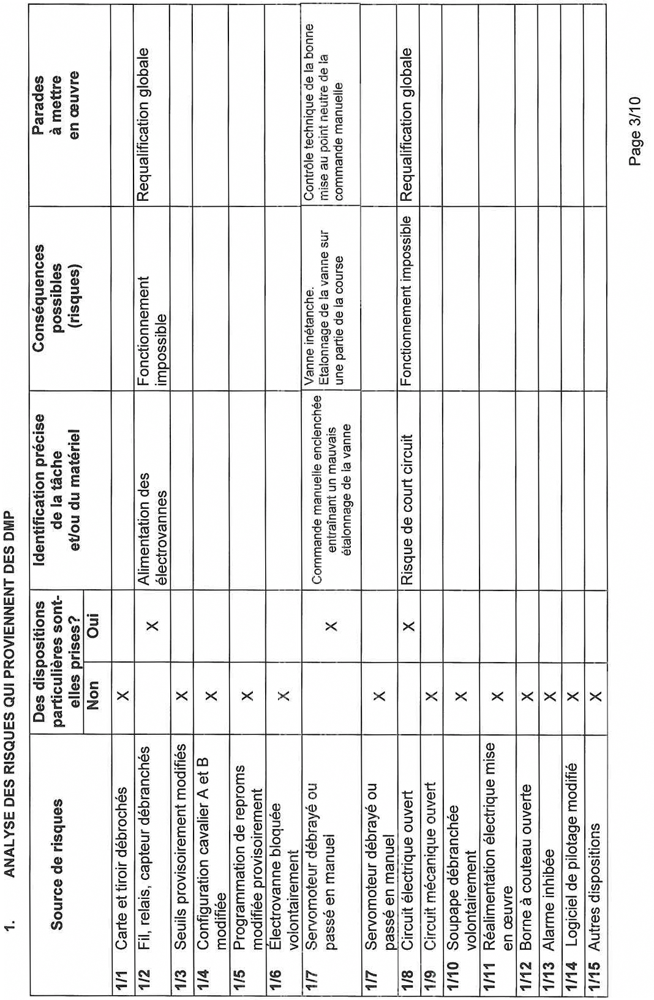 1. ANALYSE DES RISQUES QUI PROVIENNENT DES DMP
Source de risques
Des dispositions
particulières sont-
elles prises?
Non
Oui
Identification précise
de la tâche
et/ou du matériel
Conséquences
possibles
(risques)
Parades
à mettre
en œuvre
1/1 Carte et tiroir débrochés X
1/2 Fil, relais, capteur débranchés X
Alimentation des
électrovannes
Fonctionnement
impossible
Requalification globale
1/3 Seuils provisoirement modifiés X
1/4 Configuration cavalier A et B
modifiée
X
1/5 Programmation de reproms
modifiée provisoirement
X
1/6 Électrovanne bloquée
volontairement
X
1/7 Servomoteur débrayé ou
passé en manuel
X
Commande manuelle enclenchée
entraînant un mauvais
étalonnage de la vanne
Vanne inétanche.
Etalonnage de la vanne sur
une partie de la course
Contrôle technique de la bonne
mise au point neutre de la
commande manuelle
1/7 Servomoteur débrayé ou
passé en manuel
X
1/8 Circuit électrique ouvert X Risque de court circuit Fonctionnement impossible Requalification globale
1/9 Circuit mécanique ouvert X
1/10 Soupape débranchée
volontairement
X
1/11 Réalimentation électrique mise
en œuvre
X
1/12 Borne à couteau ouverte X
1/13 Alarme inhibée X
1/14 Logiciel de pilotage modifié X
1/15 Autres dispositions X
Page 3/10